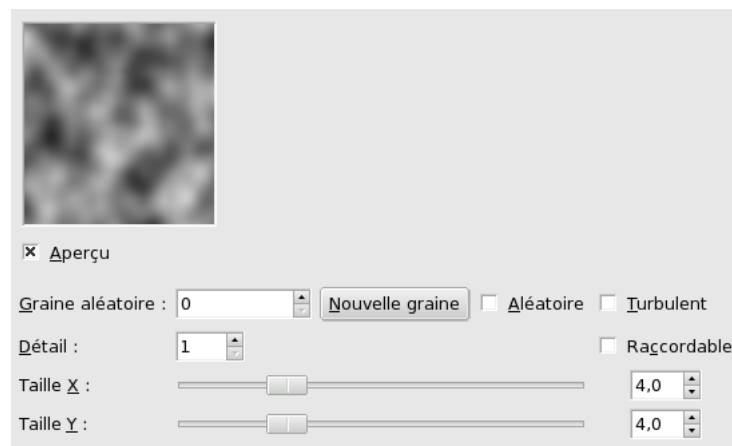 Aperçu
Graine aléatoire : 0 Nouvelle graine Aléatoire Turbulent
Détail : 1 Raccordable
Taille X : 4,0
Taille Y : 4,0